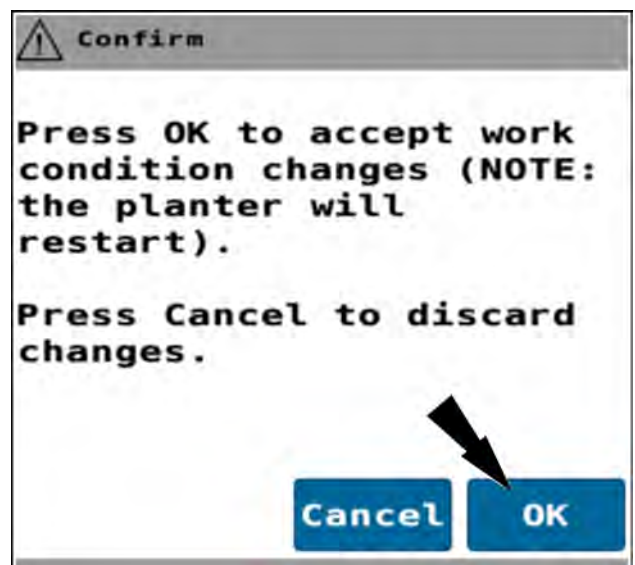 Confirm
Press OK to accept work
condition changes (NOTE:
the planter will
restart).
Press Cancel to discard
changes.
Cancel OK